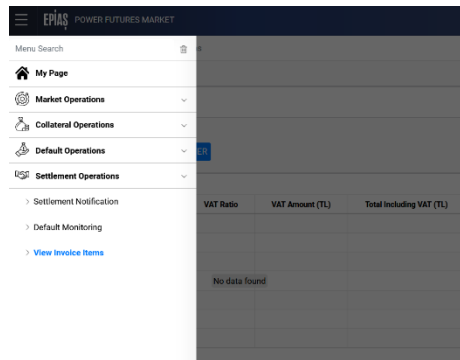 EPİAŞ POWER FUTURES MARKET
Menu Search
My Page
Market Operations
Collateral Operations
Default Operations
ER
Settlement Operations
Settlement Notification
VAT Ratio VAT Amount (TL) Total Including VAT (TL)
Default Monitoring
View Invoice Items
No data found